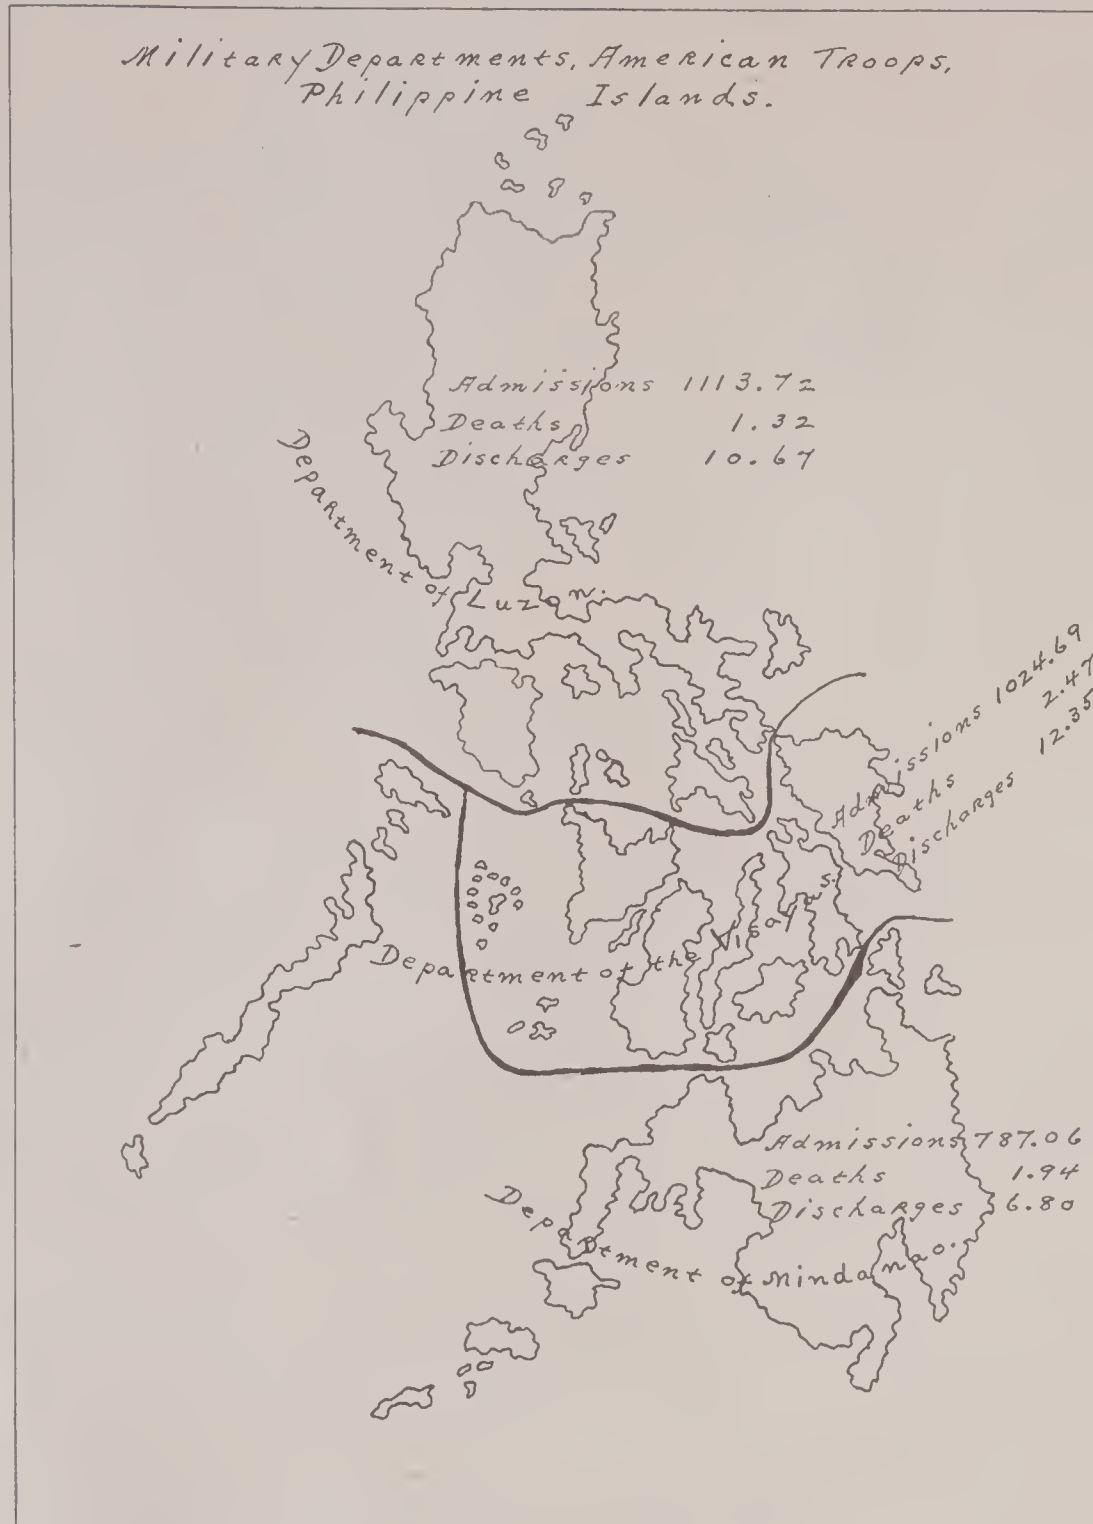 Military Departments, American Troops,
Philippine Islands.
Admissions 1113.72
Deaths 1.32
Discharges 10.67
Department of Luzon.
Admissions 1024.69
Deaths 2.47
Discharges 12.35
Department of the Visayas.
Admissions 787.06
Deaths 1.94
Discharges 6.80
Department of Mindanao.